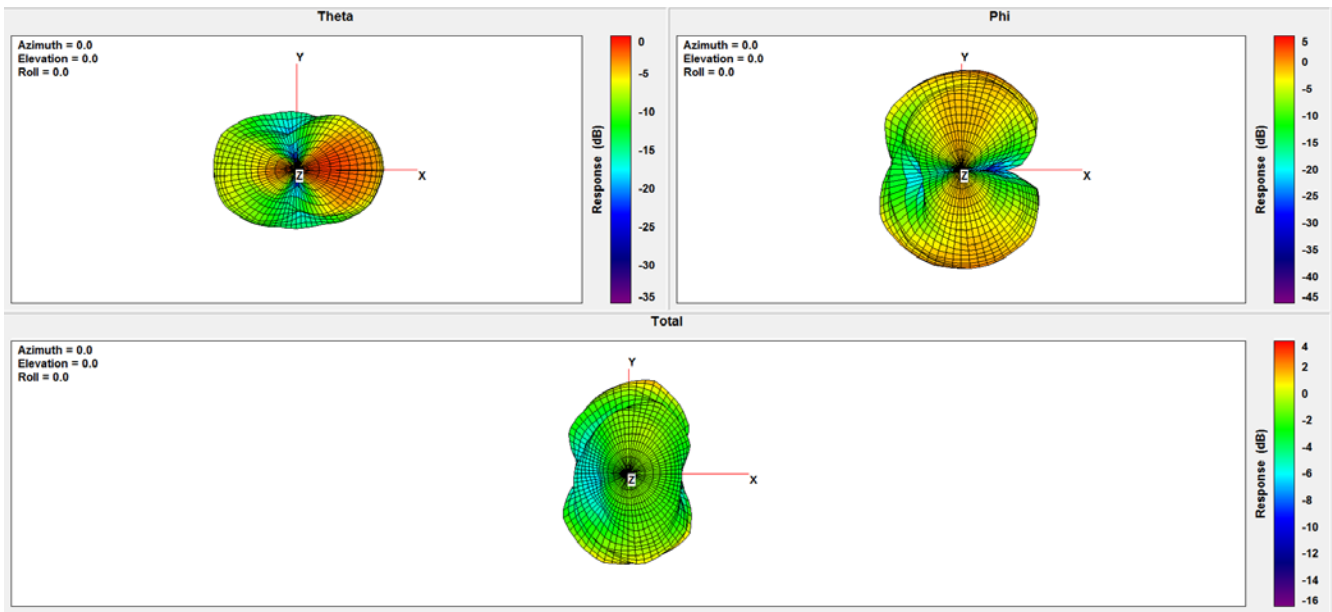 Theta
Azimuth = 0.0
Elevation = 0.0
Roll = 0.0
Y
X
Z
0
-5
-10
-15
-20
-25
-30
-35
Response (dB)
Phi
Azimuth = 0.0
Elevation = 0.0
Roll = 0.0
Y
X
Z
5
0
-5
-10
-15
-20
-25
-30
-35
-40
-45
Response (dB)
Total
Azimuth = 0.0
Elevation = 0.0
Roll = 0.0
Y
X
Z
4
2
0
-2
-4
-6
-8
-10
-12
-14
-16
Response (dB)